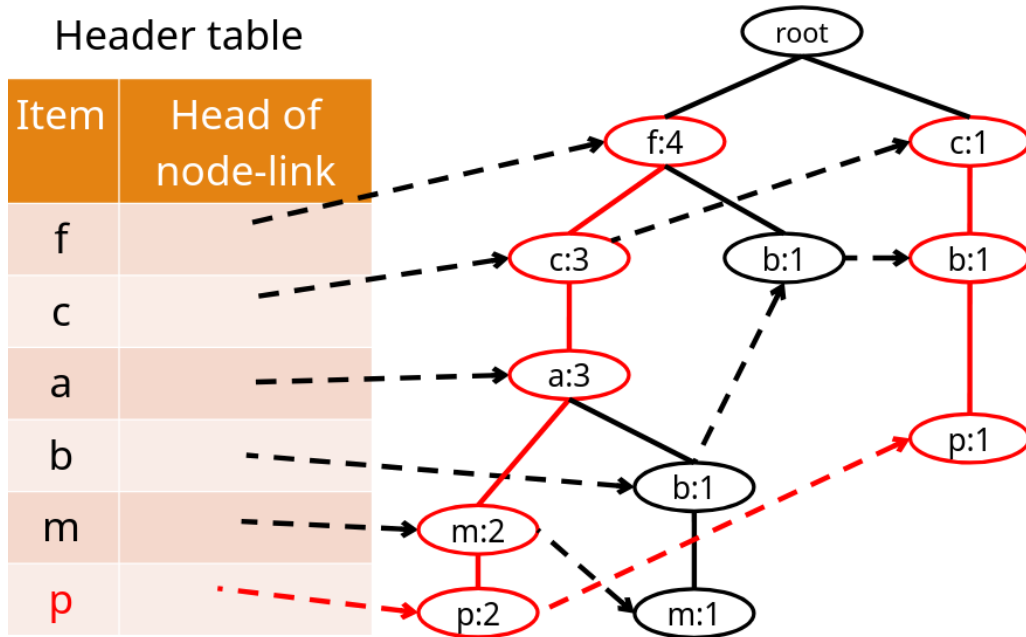 Header table
Item
Head of
node-link
f
c
a
b
m
p
root
f:4
c:1
c:3
b:1
b:1
a:3
p:1
b:1
m:2
p:2
m:1